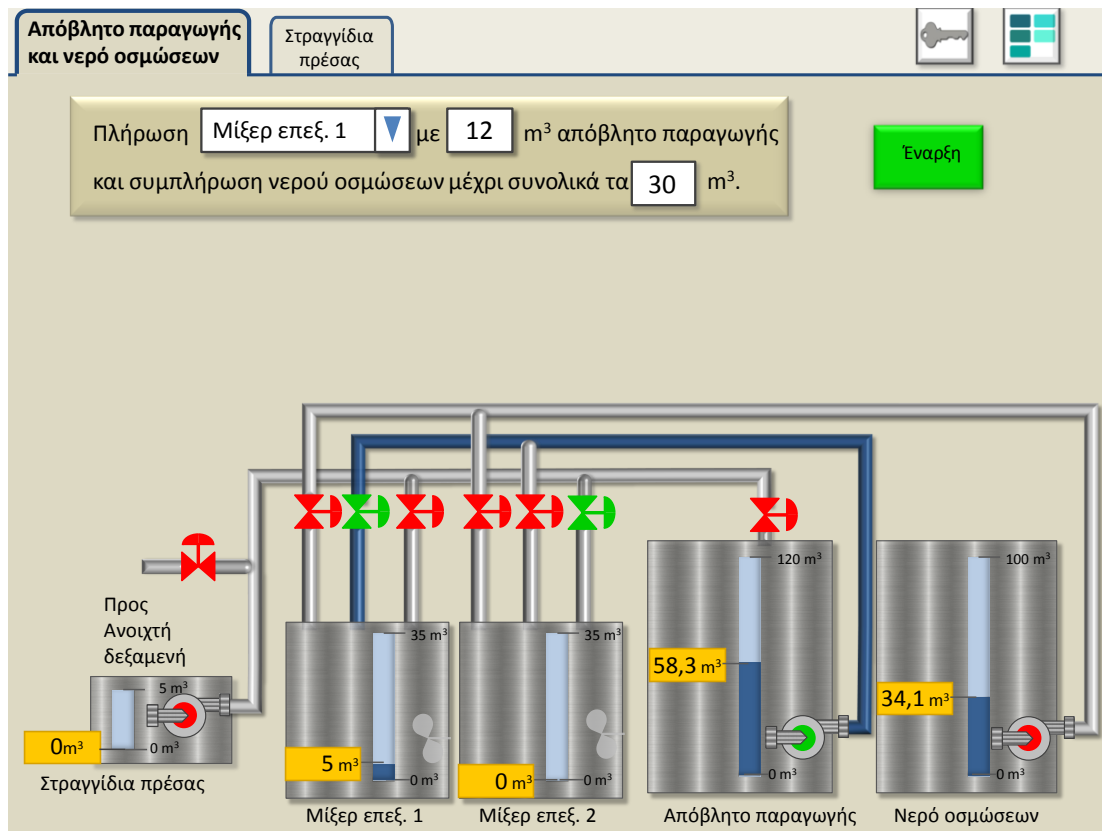 Απόβλητο παραγωγής
και νερό οσμώσεων
Στραγγίδια
πρέσας
Πλήρωση Μίξερ επεξ. 1 με 12 m³ απόβλητο παραγωγής
και συμπλήρωση νερού οσμώσεων μέχρι συνολικά τα 30 m³.
Έναρξη
Προς
Ανοιχτή
δεξαμενή
5 m³
0m³
0 m³
Στραγγίδια πρέσας
35 m³
5 m³
0 m³
Μίξερ επεξ. 1
35 m³
0 m³
0 m³
Μίξερ επεξ. 2
120 m³
58,3 m³
0 m³
Απόβλητο παραγωγής
100 m³
34,1 m³
0 m³
Νερό οσμώσεων